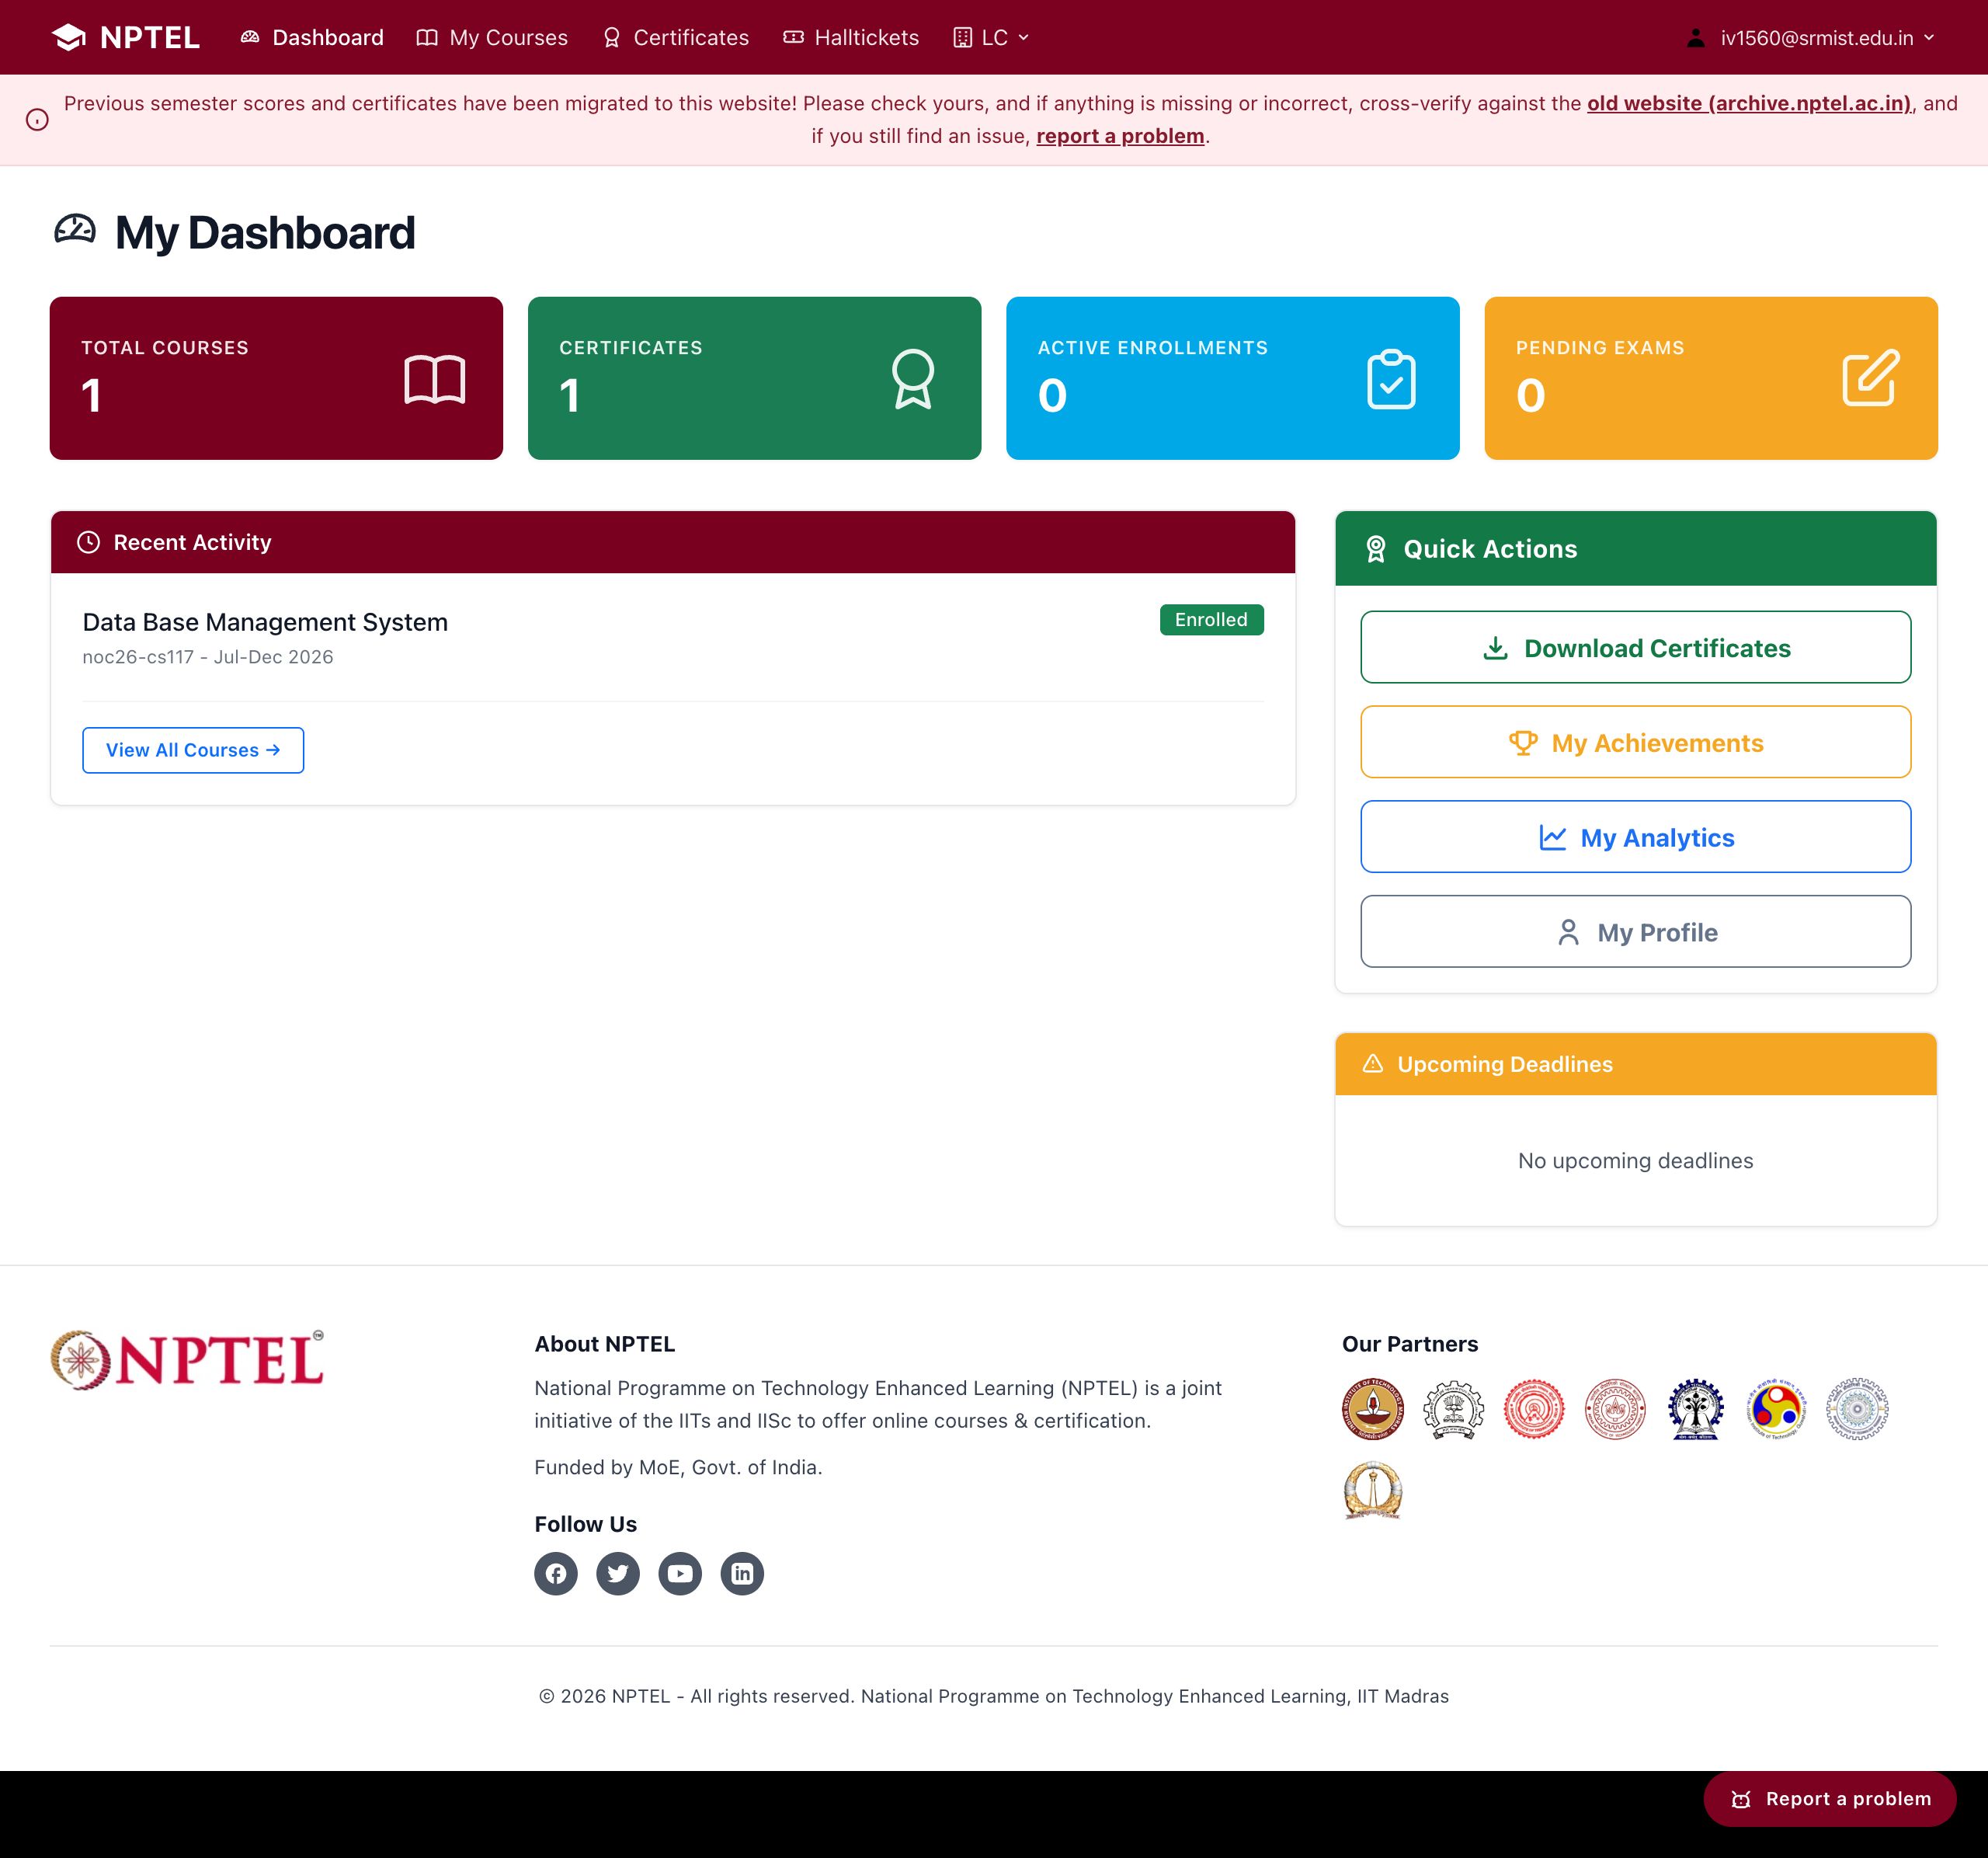 NPTEL
Dashboard
My Courses
Certificates
Halltickets
LC
iv1560@srmist.edu.in
Previous semester scores and certificates have been migrated to this website! Please check yours, and if anything is missing or incorrect, cross-verify against the old website (archive.nptel.ac.in), and
if you still find an issue, report a problem.
My Dashboard
TOTAL COURSES
1
CERTIFICATES
1
ACTIVE ENROLLMENTS
0
PENDING EXAMS
0
Recent Activity
Data Base Management System
Enrolled
noc26-cs117 - Jul-Dec 2026
View All Courses →
Quick Actions
Download Certificates
My Achievements
My Analytics
My Profile
Upcoming Deadlines
No upcoming deadlines
NPTEL™
About NPTEL
National Programme on Technology Enhanced Learning (NPTEL) is a joint
initiative of the IITs and IISc to offer online courses & certification.
Funded by MoE, Govt. of India.
Follow Us
Our Partners
© 2026 NPTEL - All rights reserved. National Programme on Technology Enhanced Learning, IIT Madras
Report a problem